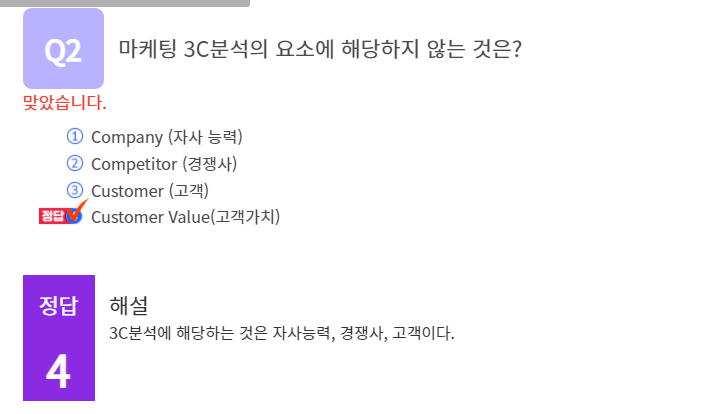 Q2 마케팅 3C분석의 요소에 해당하지 않는 것은?
맞았습니다.
① Company (자사 능력)
② Competitor (경쟁사)
③ Customer (고객)
정답 Customer Value(고객가치)
정답 해설
3C분석에 해당하는 것은 자사능력, 경쟁사, 고객이다.
4